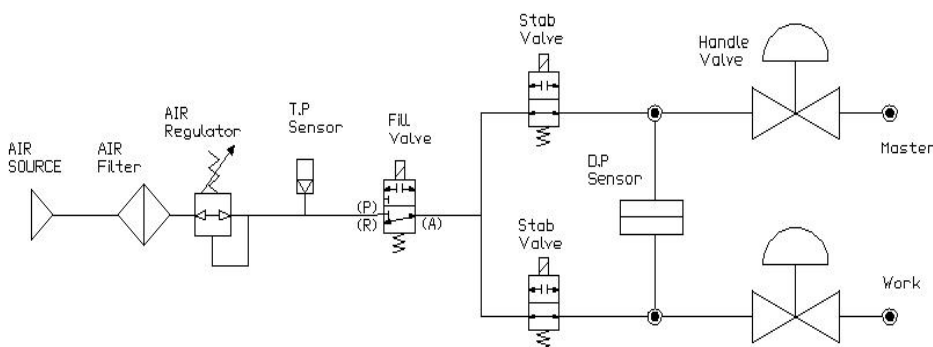 AIR
SOURCE
AIR
Filter
AIR
Regulator
T.P
Sensor
Fill
Valve
(P)
(R)
(A)
Stab
Valve
Stab
Valve
D.P
Sensor
Handle
Valve
Master
Work